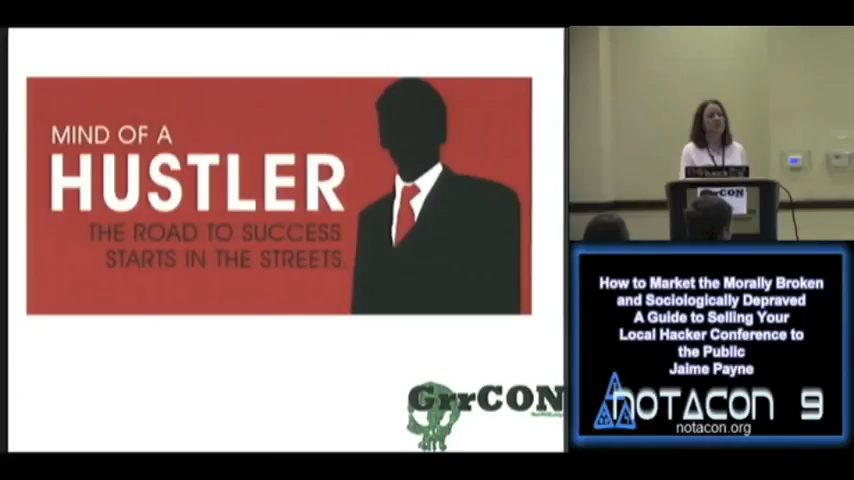 MIND OF A
HUSTLER
THE ROAD TO SUCCESS
STARTS IN THE STREETS.
GrrCON
GrrCON
How to Market the Morally Broken
and Sociologically Depraved
A Guide to Selling Your
Local Hacker Conference to
the Public
Jaime Payne
NOTACON 9
notacon.org